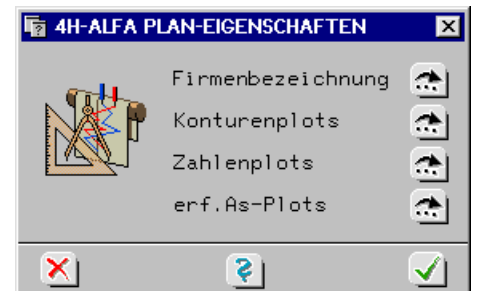 4H-ALFA PLAN-EIGENSCHAFTEN
Firmenbezeichnung
Konturenplots
Zahlenplots
erf.As-Plots